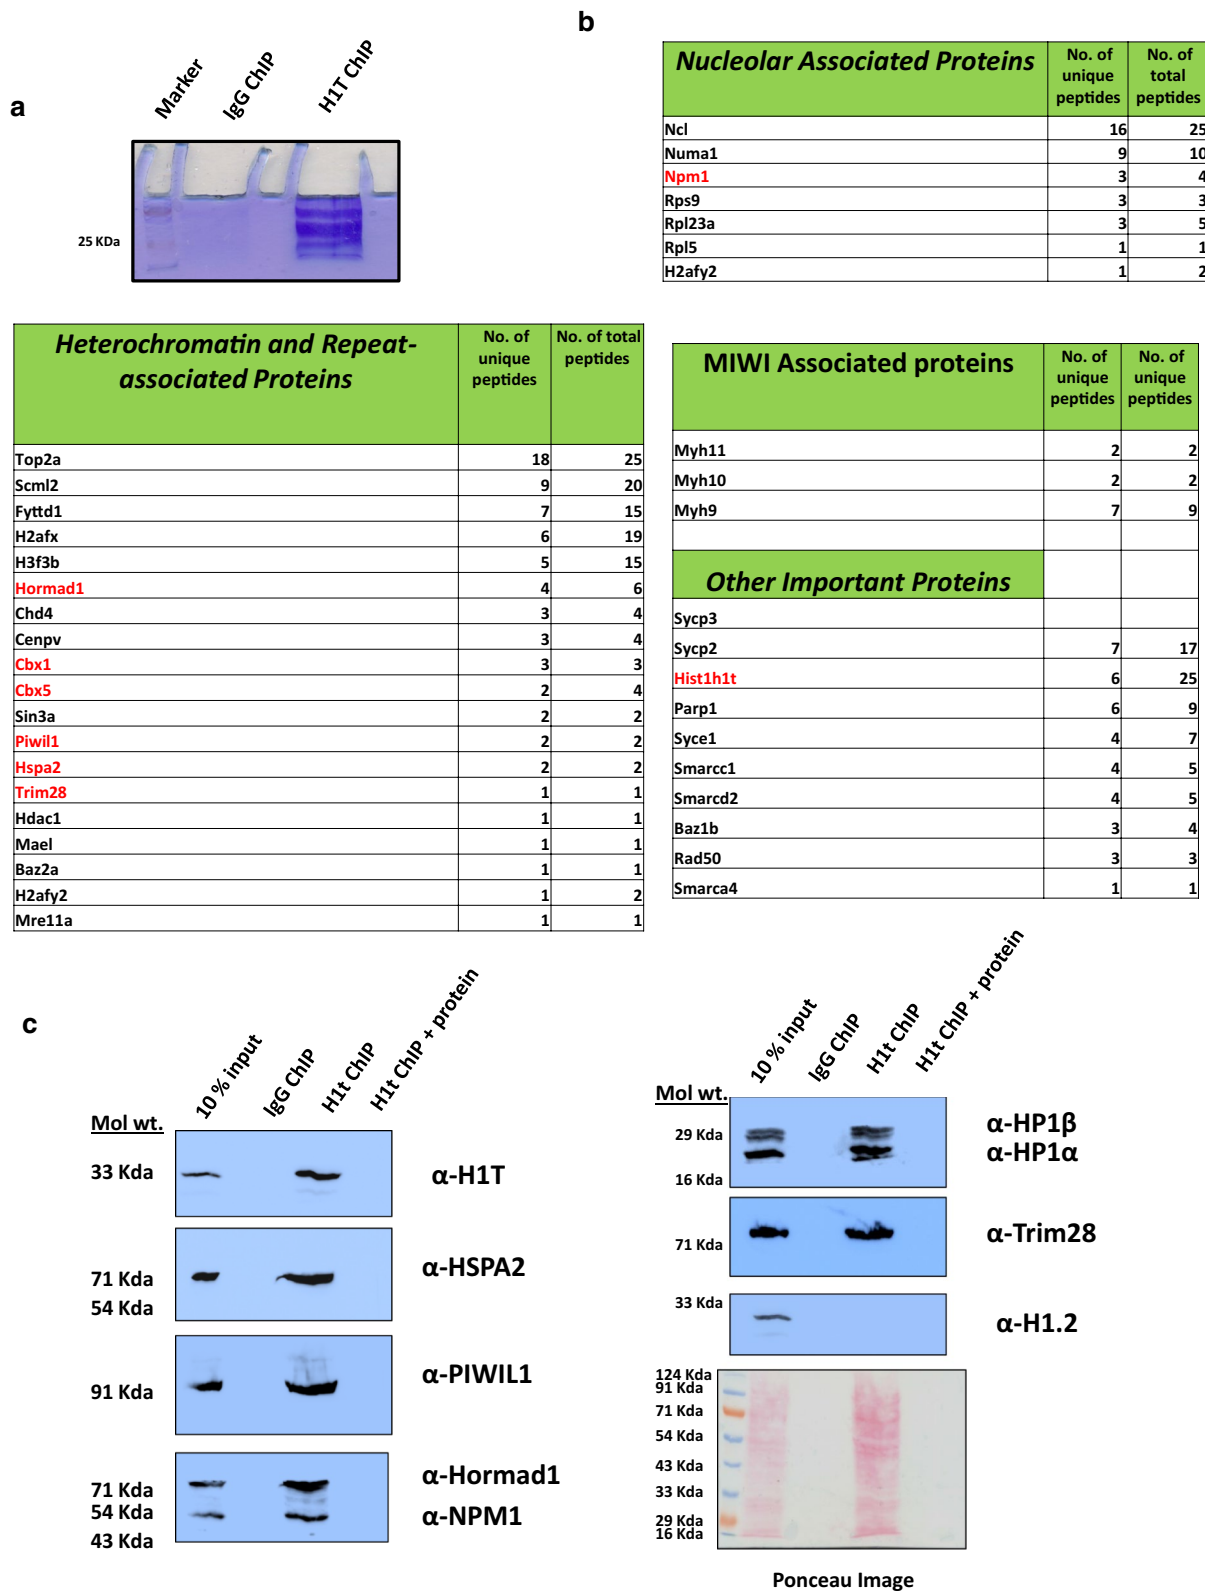 b
a
Marker
IgG ChIP
H1T ChIP
25 KDa
Nucleolar Associated Proteins
No. of unique peptides
No. of total peptides
Ncl 16 25
Numa1 9 10
Npm1 3 4
Rps9 3 3
Rpl23a 3 5
Rpl5 1 1
H2afy2 1 2
Heterochromatin and Repeat-
associated Proteins
No. of unique peptides
No. of total peptides
Top2a 18 25
Scml2 9 20
Fyttd1 7 15
H2afx 6 19
H3f3b 5 15
Hormad1 4 6
Chd4 3 4
Cenpv 3 4
Cbx1 3 3
Cbx5 2 4
Sin3a 2 2
Piwil1 2 2
Hspa2 2 2
Trim28 1 1
Hdac1 1 1
Mael 1 1
Baz2a 1 1
H2afy2 1 2
Mre11a 1 1
MIWI Associated proteins
No. of unique peptides
No. of unique peptides
Myh11 2 2
Myh10 2 2
Myh9 7 9
Other Important Proteins
Sycp3
Sycp2 7 17
Hist1h1t 6 25
Parp1 6 9
Syce1 4 7
Smarcc1 4 5
Smarcd2 4 5
Baz1b 3 4
Rad50 3 3
Smarca4 1 1
c
10 % input
IgG ChIP
H1t ChIP
H1t ChIP + protein
Mol wt.
33 Kda
α-H1T
71 Kda
54 Kda
α-HSPA2
91 Kda
α-PIWIL1
71 Kda
54 Kda
43 Kda
α-Hormad1
α-NPM1
10 % input
IgG ChIP
H1t ChIP
H1t ChIP + protein
Mol wt.
29 Kda
16 Kda
α-HP1β
α-HP1α
71 Kda
α-Trim28
33 Kda
α-H1.2
124 Kda
91 Kda
71 Kda
54 Kda
43 Kda
33 Kda
29 Kda
16 Kda
Ponceau Image